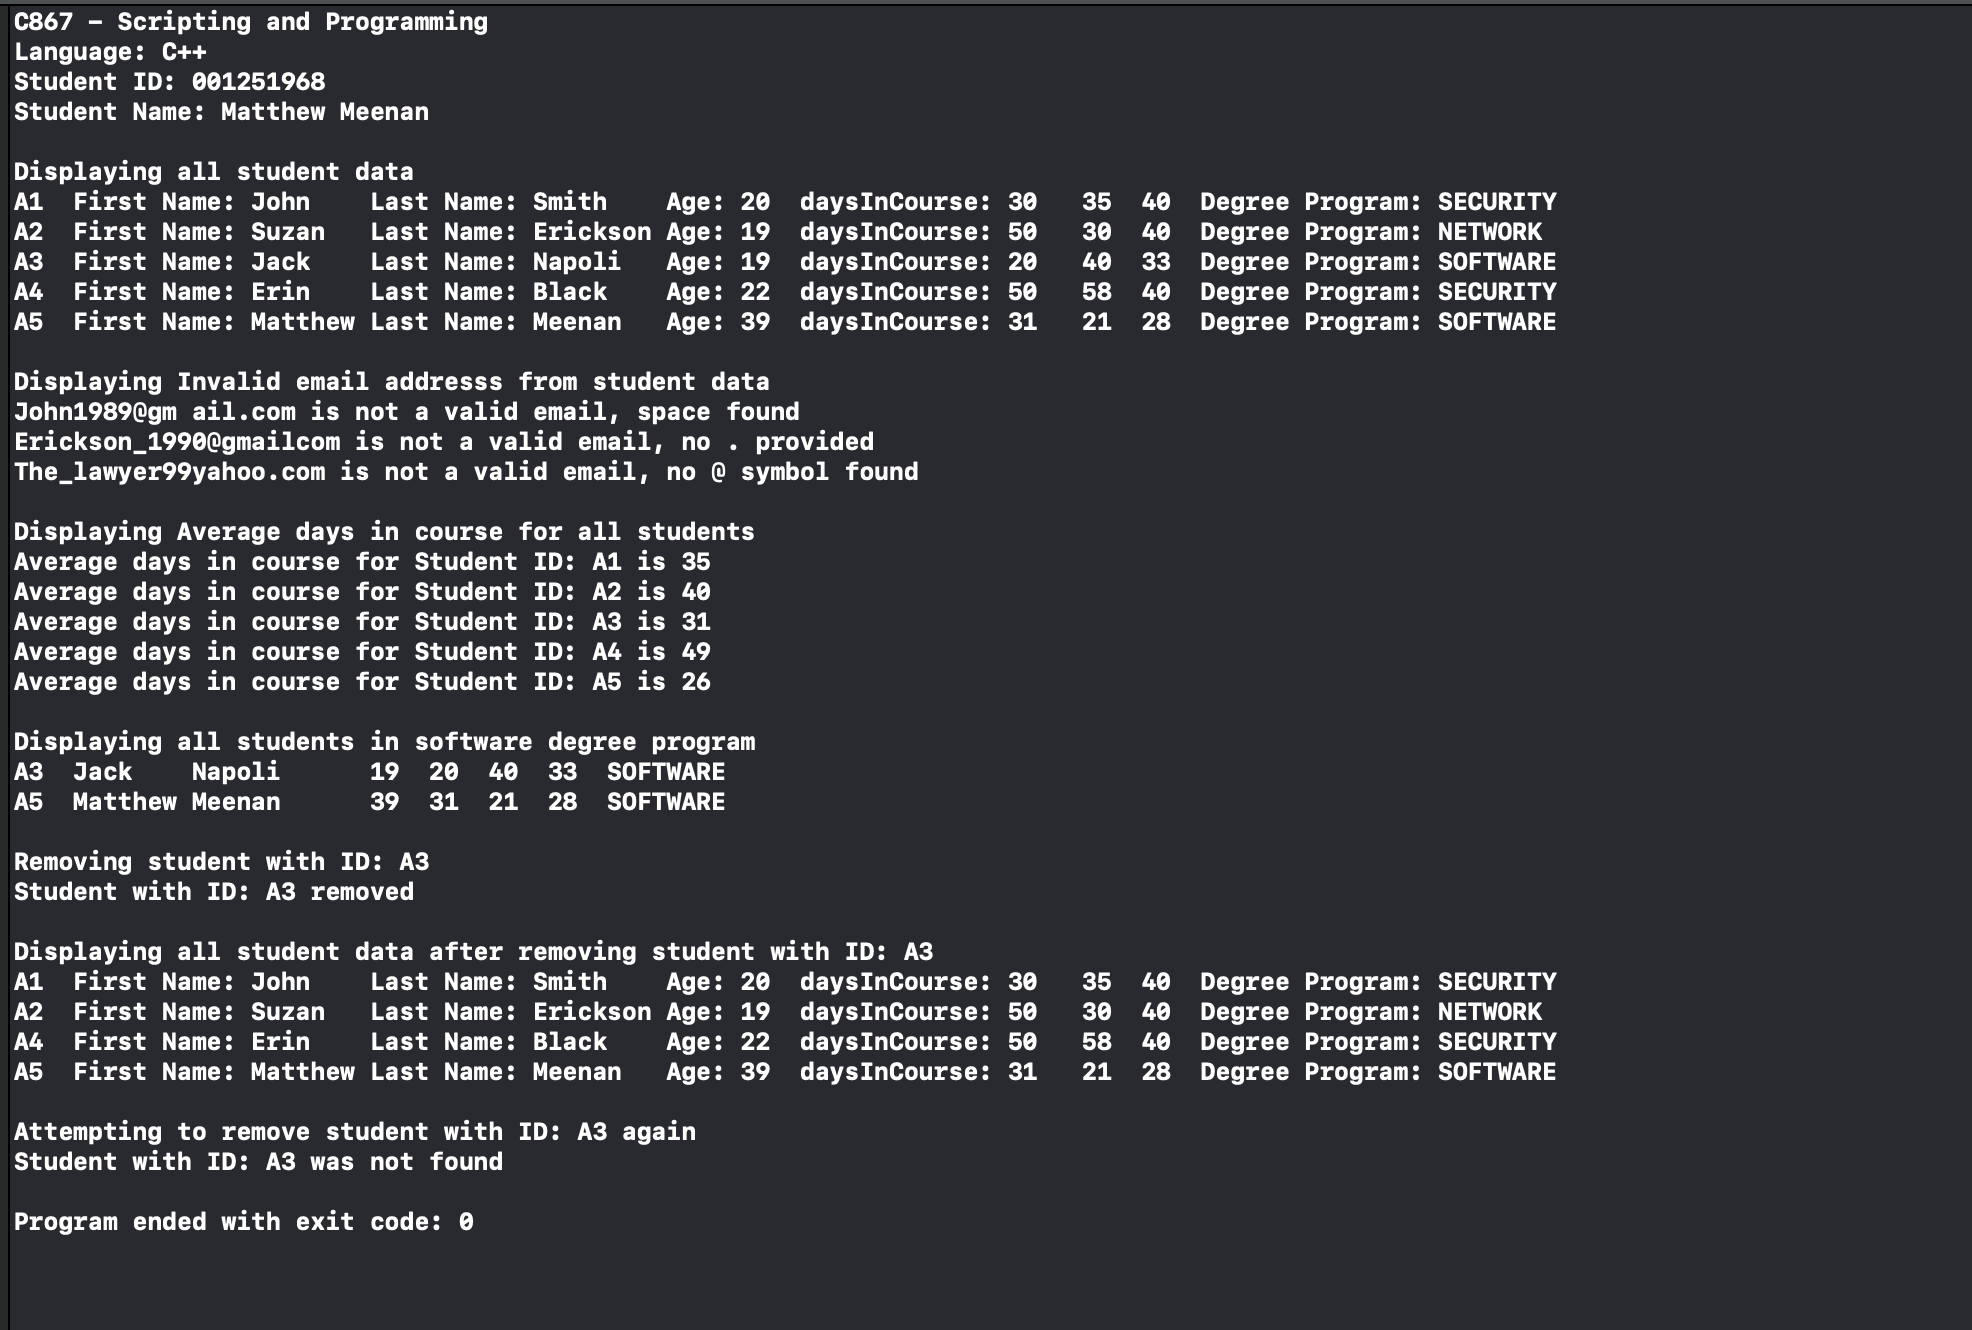 C867 – Scripting and Programming
Language: C++
Student ID: 001251968
Student Name: Matthew Meenan

Displaying all student data
A1  First Name: John    Last Name: Smith    Age: 20  daysInCourse: 30   35  40  Degree Program: SECURITY
A2  First Name: Suzan   Last Name: Erickson Age: 19  daysInCourse: 50   30  40  Degree Program: NETWORK
A3  First Name: Jack    Last Name: Napoli   Age: 19  daysInCourse: 20   40  33  Degree Program: SOFTWARE
A4  First Name: Erin    Last Name: Black    Age: 22  daysInCourse: 50   58  40  Degree Program: SECURITY
A5  First Name: Matthew Last Name: Meenan   Age: 39  daysInCourse: 31   21  28  Degree Program: SOFTWARE

Displaying Invalid email addresss from student data
John1989@gm ail.com is not a valid email, space found
Erickson_1990@gmailcom is not a valid email, no . provided
The_lawyer99yahoo.com is not a valid email, no @ symbol found

Displaying Average days in course for all students
Average days in course for Student ID: A1 is 35
Average days in course for Student ID: A2 is 40
Average days in course for Student ID: A3 is 31
Average days in course for Student ID: A4 is 49
Average days in course for Student ID: A5 is 26

Displaying all students in software degree program
A3  Jack    Napoli      19  20  40  33  SOFTWARE
A5  Matthew Meenan      39  31  21  28  SOFTWARE

Removing student with ID: A3
Student with ID: A3 removed

Displaying all student data after removing student with ID: A3
A1  First Name: John    Last Name: Smith    Age: 20  daysInCourse: 30   35  40  Degree Program: SECURITY
A2  First Name: Suzan   Last Name: Erickson Age: 19  daysInCourse: 50   30  40  Degree Program: NETWORK
A4  First Name: Erin    Last Name: Black    Age: 22  daysInCourse: 50   58  40  Degree Program: SECURITY
A5  First Name: Matthew Last Name: Meenan   Age: 39  daysInCourse: 31   21  28  Degree Program: SOFTWARE

Attempting to remove student with ID: A3 again
Student with ID: A3 was not found

Program ended with exit code: 0